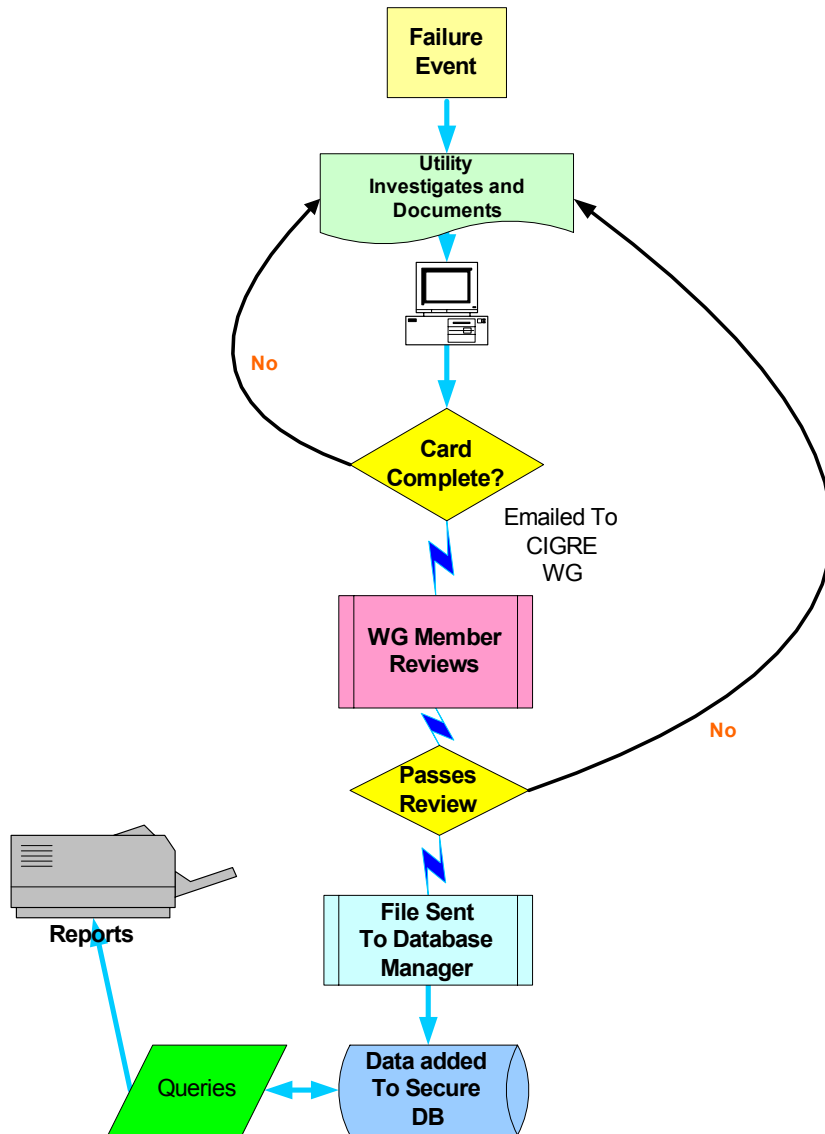 Failure
Event
Utility
Investigates and
Documents
No
Card
Complete?
Emailed To
CIGRE
WG
WG Member
Reviews
No
Passes
Review
File Sent
To Database
Manager
Reports
Data added
To Secure
DB
Queries